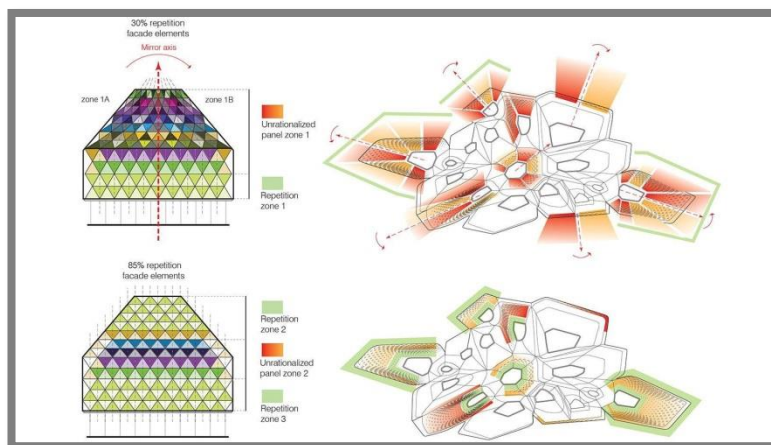 30% repetition
facade elements
Mirror axis
zone 1A
zone 1B
Unrationalized
panel zone 1
Repetition
zone 1
85% repetition
facade elements
Repetition
zone 2
Unrationalized
panel zone 2
Repetition
zone 3